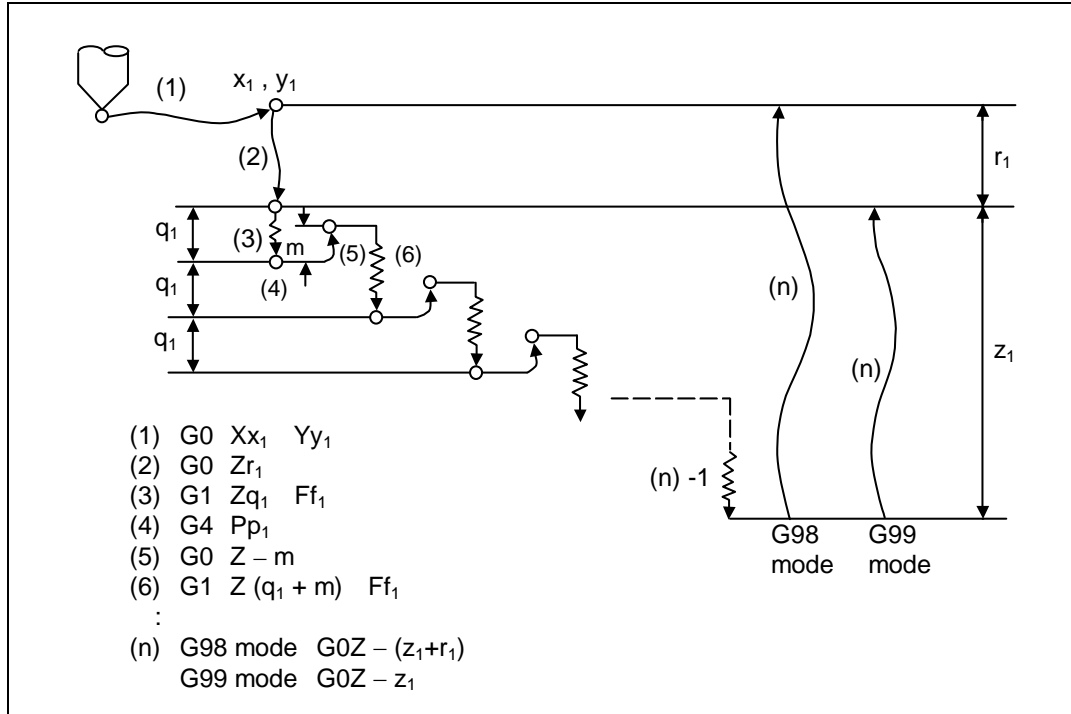 (1)
x₁ , y₁
(2)
r₁
q₁
(3)
m
(5)
(6)
(4)
q₁
q₁
(n)
(n)
z₁
(n) -1
G98 mode
G99 mode
(1) G0 Xx₁ Yy₁
(2) G0 Zr₁
(3) G1 Zq₁ Ff₁
(4) G4 Pp₁
(5) G0 Z – m
(6) G1 Z (q₁ + m) Ff₁
:
(n) G98 mode G0Z – (z₁+r₁)
G99 mode G0Z – z₁